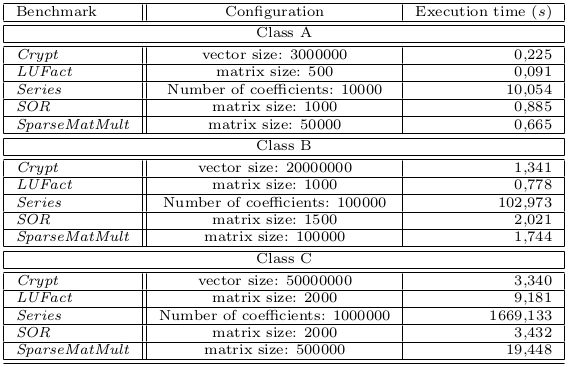 Benchmark Configuration Execution time (s)
Class A
Crypt vector size: 3000000 0,225
LUFact matrix size: 500 0,091
Series Number of coefficients: 10000 10,054
SOR matrix size: 1000 0,885
SparseMatMult matrix size: 50000 0,665
Class B
Crypt vector size: 20000000 1,341
LUFact matrix size: 1000 0,778
Series Number of coefficients: 100000 102,973
SOR matrix size: 1500 2,021
SparseMatMult matrix size: 100000 1,744
Class C
Crypt vector size: 50000000 3,340
LUFact matrix size: 2000 9,181
Series Number of coefficients: 1000000 1669,133
SOR matrix size: 2000 3,432
SparseMatMult matrix size: 500000 19,448